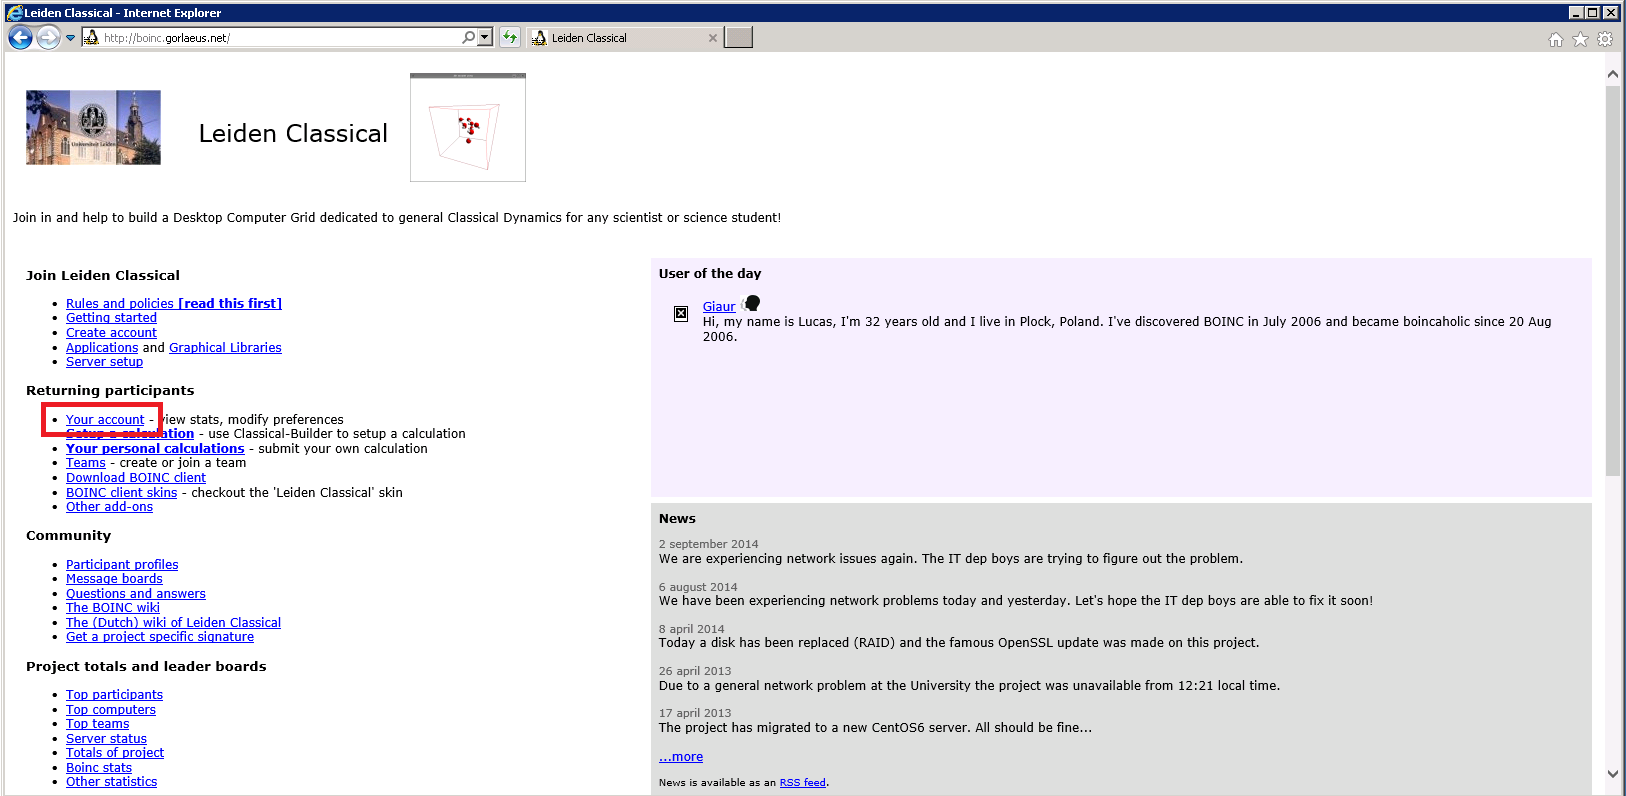 Leiden Classical - Internet Explorer
http://boinc.gorlaeus.net/
Leiden Classical
Universiteit Leiden
Leiden Classical
Join in and help to build a Desktop Computer Grid dedicated to general Classical Dynamics for any scientist or science student!
Join Leiden Classical
Rules and policies [read this first]
Getting started
Create account
Applications and Graphical Libraries
Server setup
Returning participants
Your account - view stats, modify preferences
Setup a calculation - use Classical-Builder to setup a calculation
Your personal calculations - submit your own calculation
Teams - create or join a team
Download BOINC client
BOINC client skins - checkout the 'Leiden Classical' skin
Other add-ons
Community
Participant profiles
Message boards
Questions and answers
The BOINC wiki
The (Dutch) wiki of Leiden Classical
Get a project specific signature
Project totals and leader boards
Top participants
Top computers
Top teams
Server status
Totals of project
Boinc stats
Other statistics
User of the day
Giaur
Hi, my name is Lucas, I'm 32 years old and I live in Plock, Poland. I've discovered BOINC in July 2006 and became boincaholic since 20 Aug
2006.
News
2 september 2014
We are experiencing network issues again. The IT dep boys are trying to figure out the problem.
6 august 2014
We have been experiencing network problems today and yesterday. Let's hope the IT dep boys are able to fix it soon!
8 april 2014
Today a disk has been replaced (RAID) and the famous OpenSSL update was made on this project.
26 april 2013
Due to a general network problem at the University the project was unavailable from 12:21 local time.
17 april 2013
The project has migrated to a new CentOS6 server. All should be fine...
...more
News is available as an RSS feed.